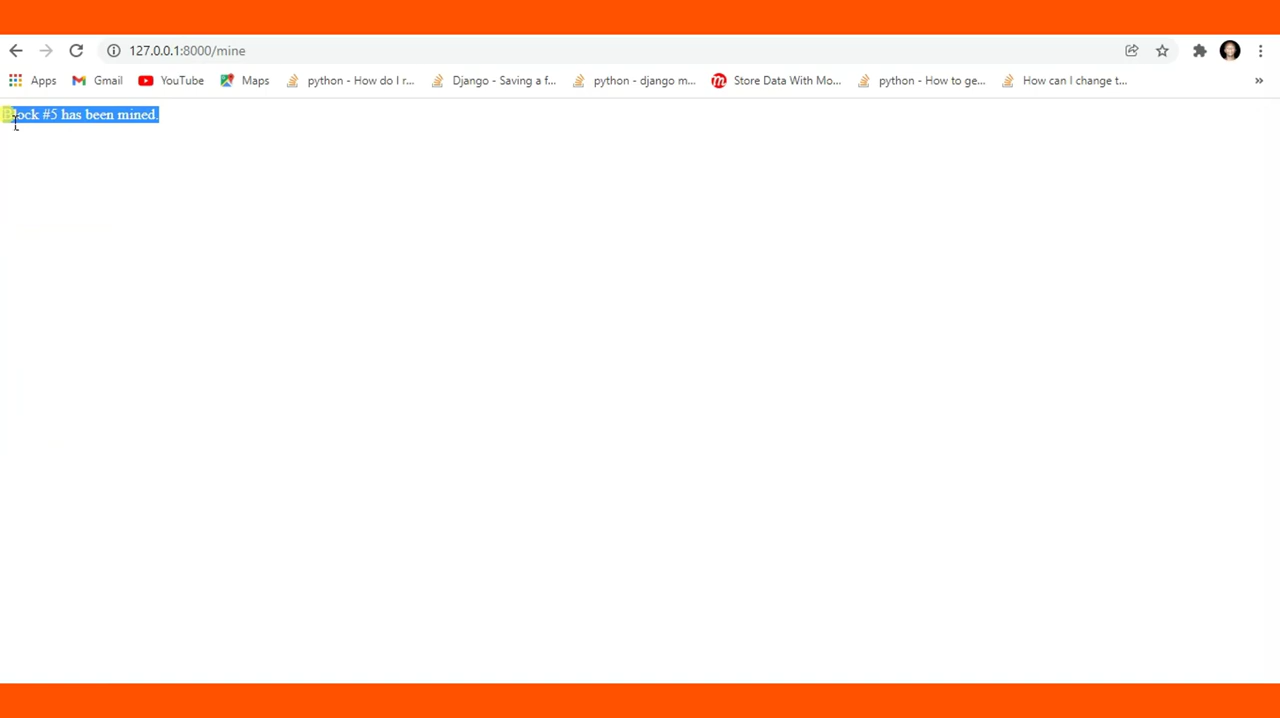 127.0.0.1:8000/mine
Apps Gmail YouTube Maps python - How do I r... Django - Saving a f... python - django m... Store Data With Mo... python - How to ge... How can I change t... »
Block #5 has been mined.